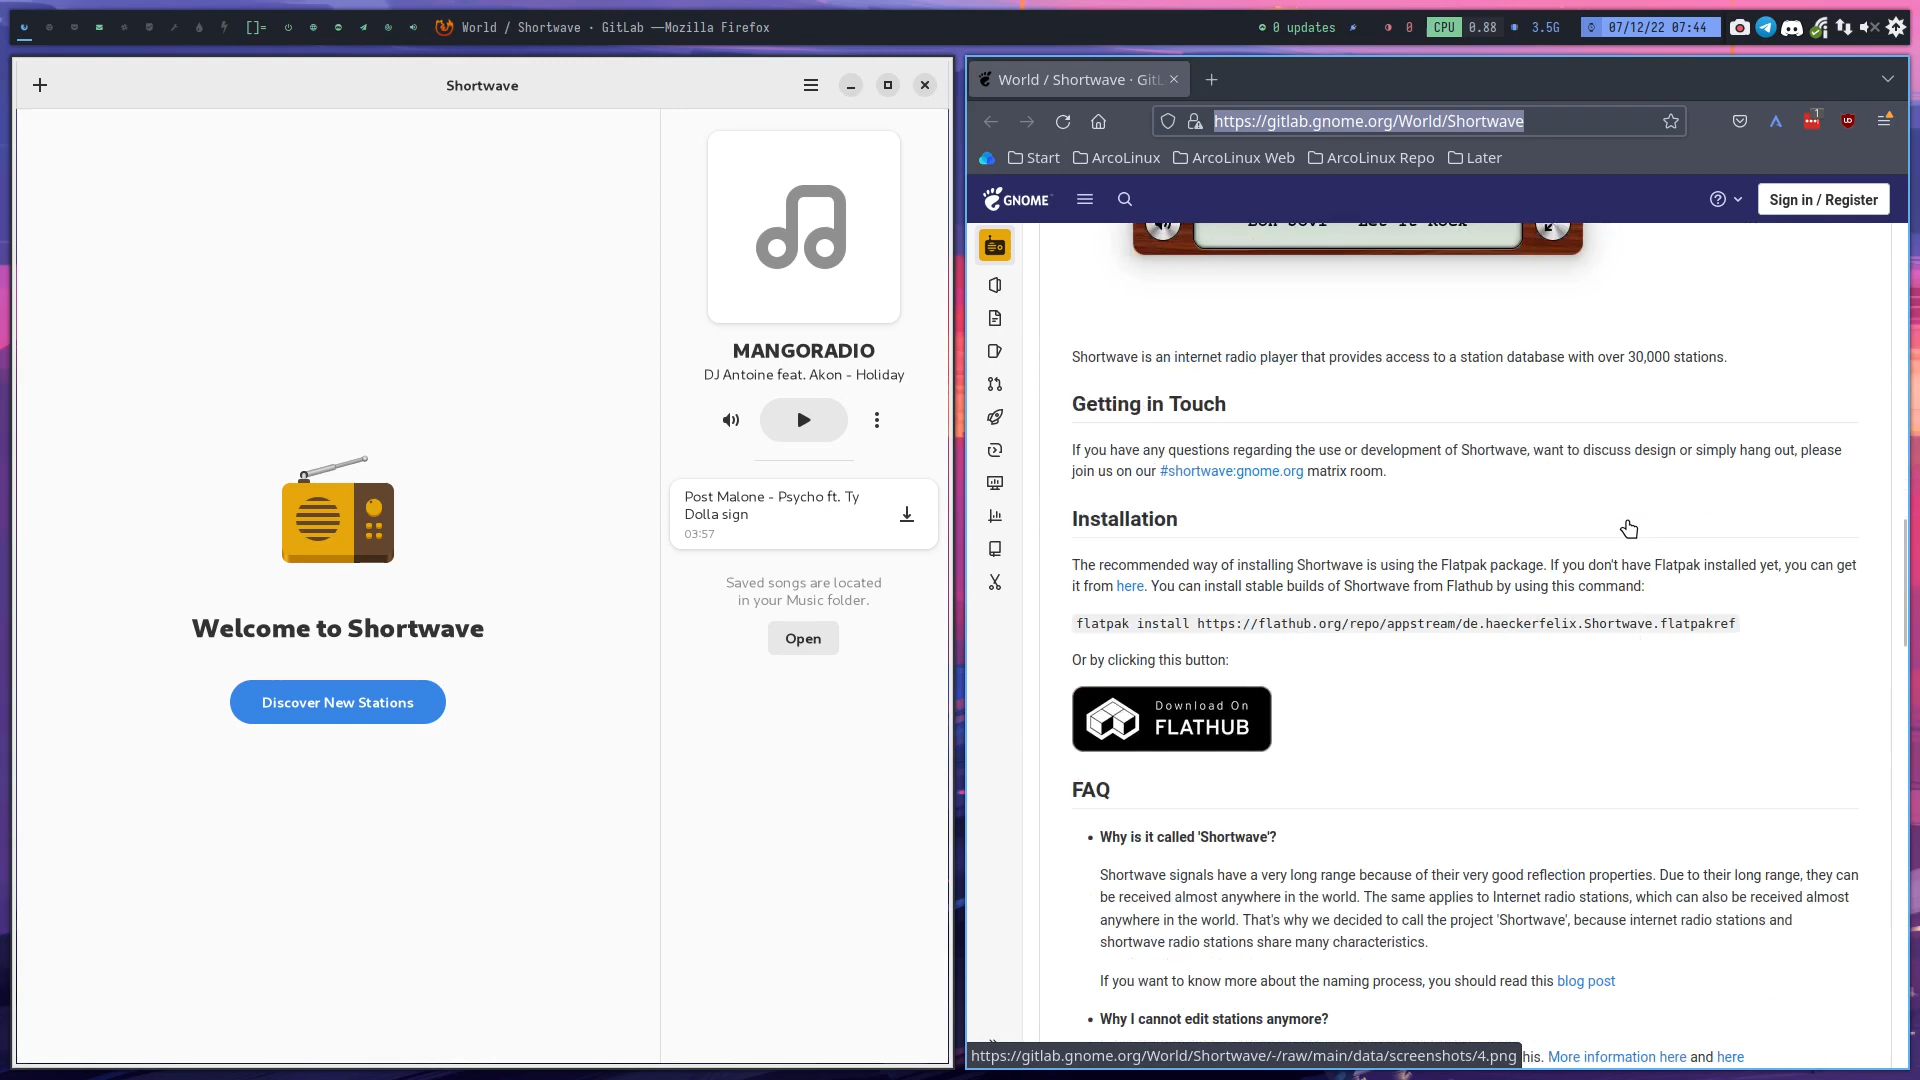 []= World / Shortwave · GitLab —Mozilla Firefox
0 updates 0 CPU 0.88 3.5G 07/12/22 07:44
Shortwave
MANGORADIO
DJ Antoine feat. Akon - Holiday
Post Malone - Psycho ft. Ty
Dolla sign
03:57
Saved songs are located
in your Music folder.
Open
Welcome to Shortwave
Discover New Stations
World / Shortwave · GitL
https://gitlab.gnome.org/World/Shortwave
1
Start ArcoLinux ArcoLinux Web ArcoLinux Repo Later
GNOME
Sign in / Register
Shortwave is an internet radio player that provides access to a station database with over 30,000 stations.
Getting in Touch
If you have any questions regarding the use or development of Shortwave, want to discuss design or simply hang out, please
join us on our #shortwave:gnome.org matrix room.
Installation
The recommended way of installing Shortwave is using the Flatpak package. If you don't have Flatpak installed yet, you can get
it from here. You can install stable builds of Shortwave from Flathub by using this command:
flatpak install https://flathub.org/repo/appstream/de.haeckerfelix.Shortwave.flatpakref
Or by clicking this button:
Download On
FLATHUB
FAQ
• Why is it called 'Shortwave'?
Shortwave signals have a very long range because of their very good reflection properties. Due to their long range, they can
be received almost anywhere in the world. The same applies to Internet radio stations, which can also be received almost
anywhere in the world. That's why we decided to call the project 'Shortwave', because internet radio stations and
shortwave radio stations share many characteristics.
If you want to know more about the naming process, you should read this blog post
• Why I cannot edit stations anymore?
https://gitlab.gnome.org/World/Shortwave/-/raw/main/data/screenshots/4.png
his. More information here and here